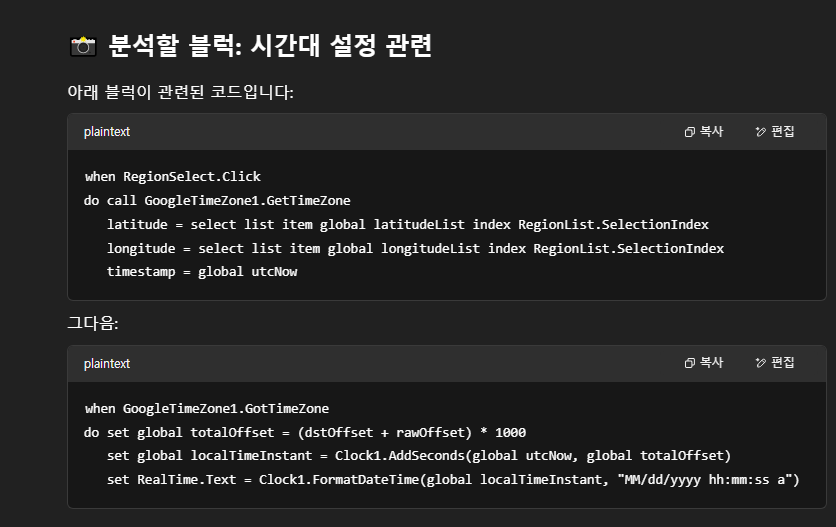 📷 분석할 블럭: 시간대 설정 관련
아래 블럭이 관련된 코드입니다:
plaintext 복사 편집
when RegionSelect.Click
do call GoogleTimeZone1.GetTimeZone
latitude = select list item global latitudeList index RegionList.SelectionIndex
longitude = select list item global longitudeList index RegionList.SelectionIndex
timestamp = global utcNow
그다음:
plaintext 복사 편집
when GoogleTimeZone1.GotTimeZone
do set global totalOffset = (dstOffset + rawOffset) * 1000
set global localTimeInstant = Clock1.AddSeconds(global utcNow, global totalOffset)
set RealTime.Text = Clock1.FormatDateTime(global localTimeInstant, "MM/dd/yyyy hh:mm:ss a")